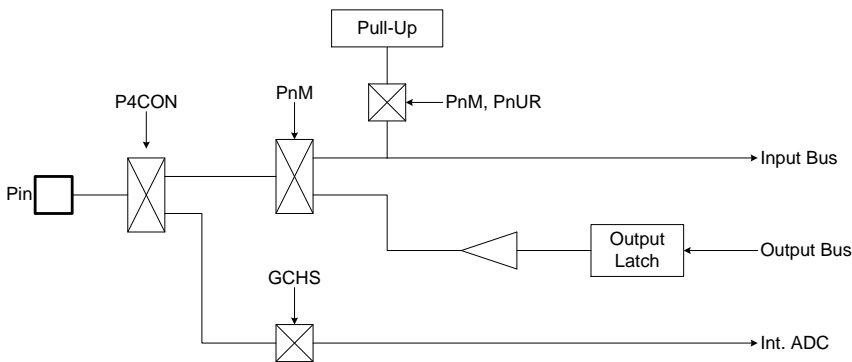 Pull-Up
P4CON
PnM
PnM, PnUR
Input Bus
Pin
Output
Latch
Output Bus
GCHS
Int. ADC